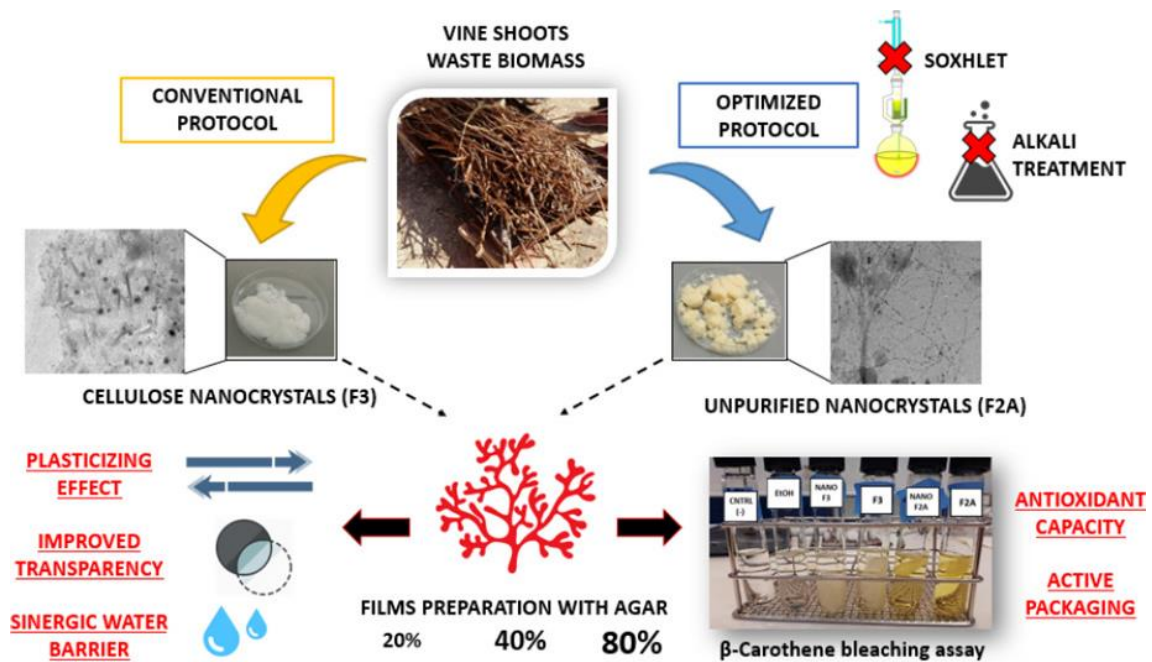 VINE SHOOTS
WASTE BIOMASS
CONVENTIONAL
PROTOCOL
OPTIMIZED
PROTOCOL
SOXHLET
ALKALI
TREATMENT
CELLULOSE NANOCRYSTALS (F3)
UNPURIFIED NANOCRYSTALS (F2A)
PLASTICIZING
EFFECT
IMPROVED
TRANSPARENCY
SINERGIC WATER
BARRIER
FILMS PREPARATION WITH AGAR
20% 40% 80%
CNTRL
(-)
EtOH
NANO
F3
F3
NANO
F2A
F2A
β-Carothene bleaching assay
ANTIOXIDANT
CAPACITY
ACTIVE
PACKAGING